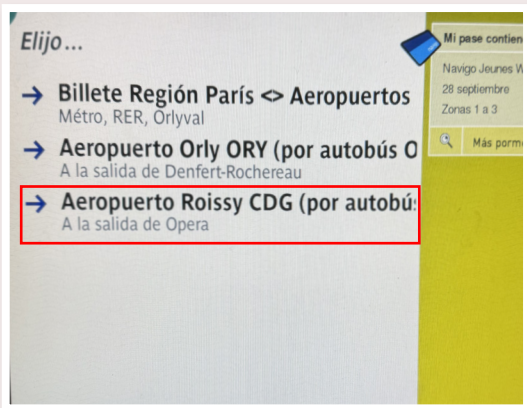 Elijo...
Billete Región París <> Aeropuertos
Métro, RER, Orlyval
Aeropuerto Orly ORY (por autobús O
A la salida de Denfert-Rochereau
Aeropuerto Roissy CDG (por autobús
A la salida de Opera
Mi pase contien
Navigo Jeunes W
28 septiembre
Zonas 1 a 3
Más porm